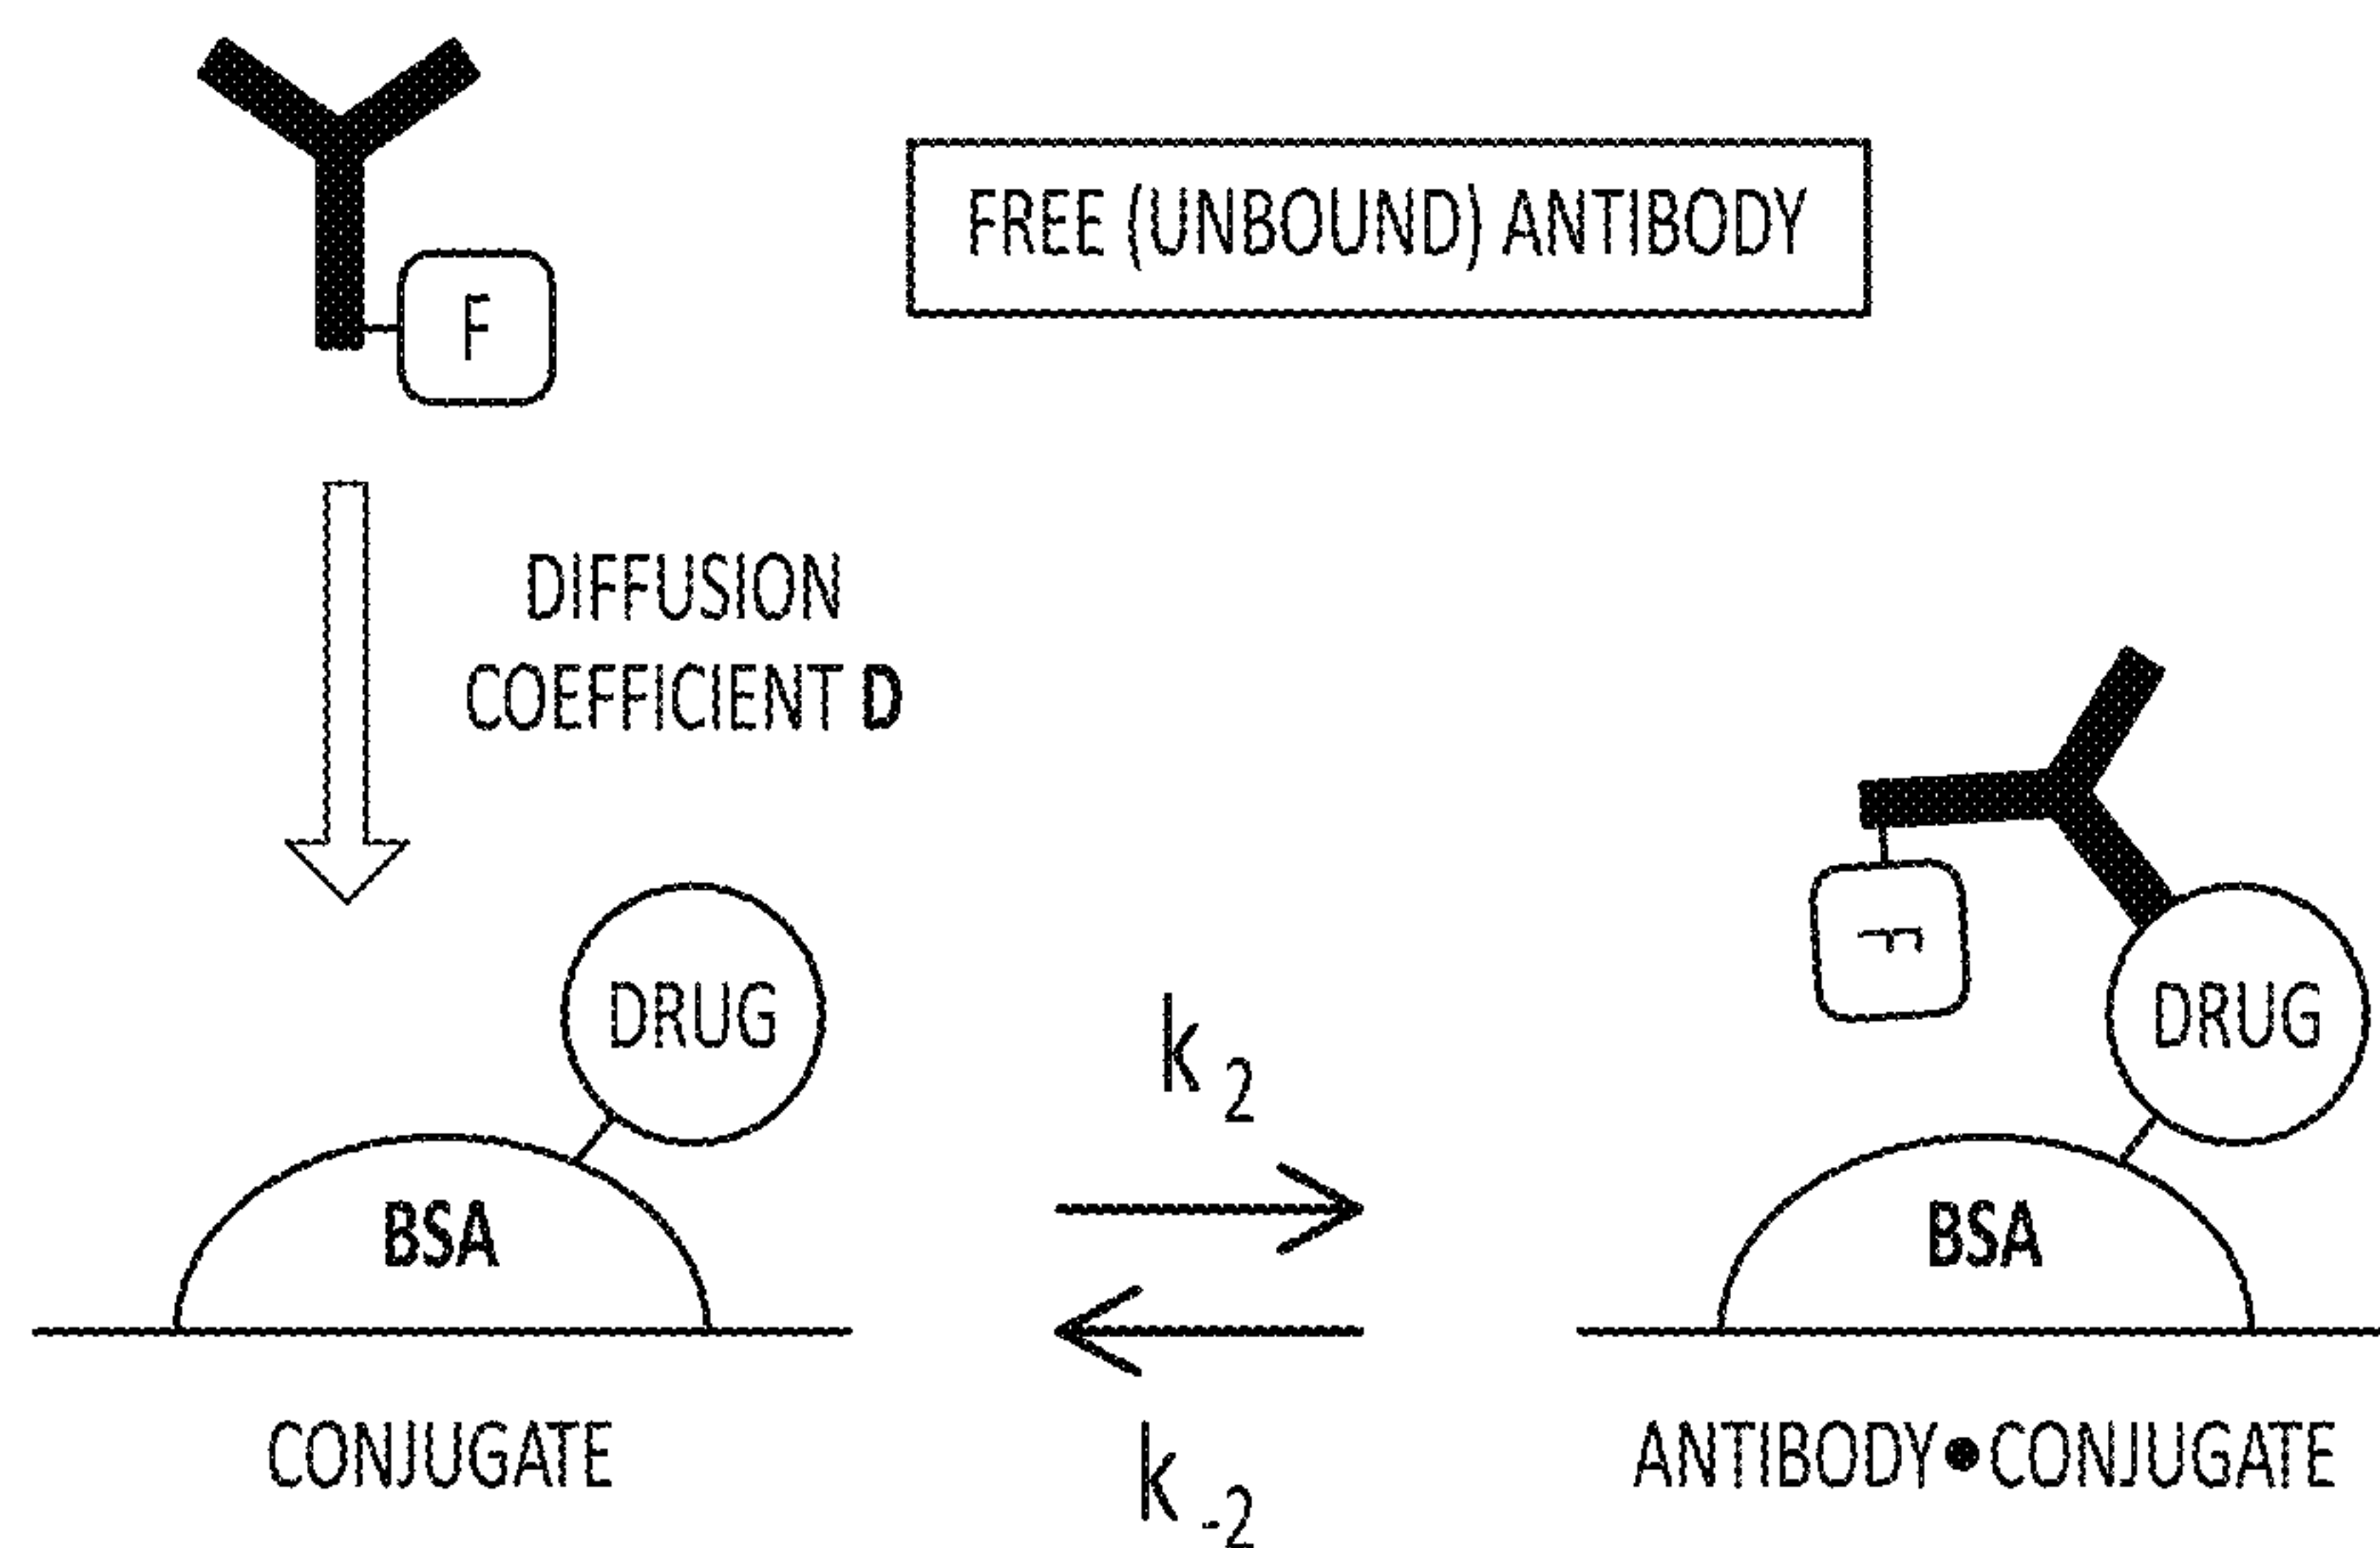 FREE (UNBOUND) ANTIBODY
F
DIFFUSION
COEFFICIENT D
F
DRUG
DRUG
k2
BSA
BSA
CONJUGATE
ANTIBODY●CONJUGATE
k-2